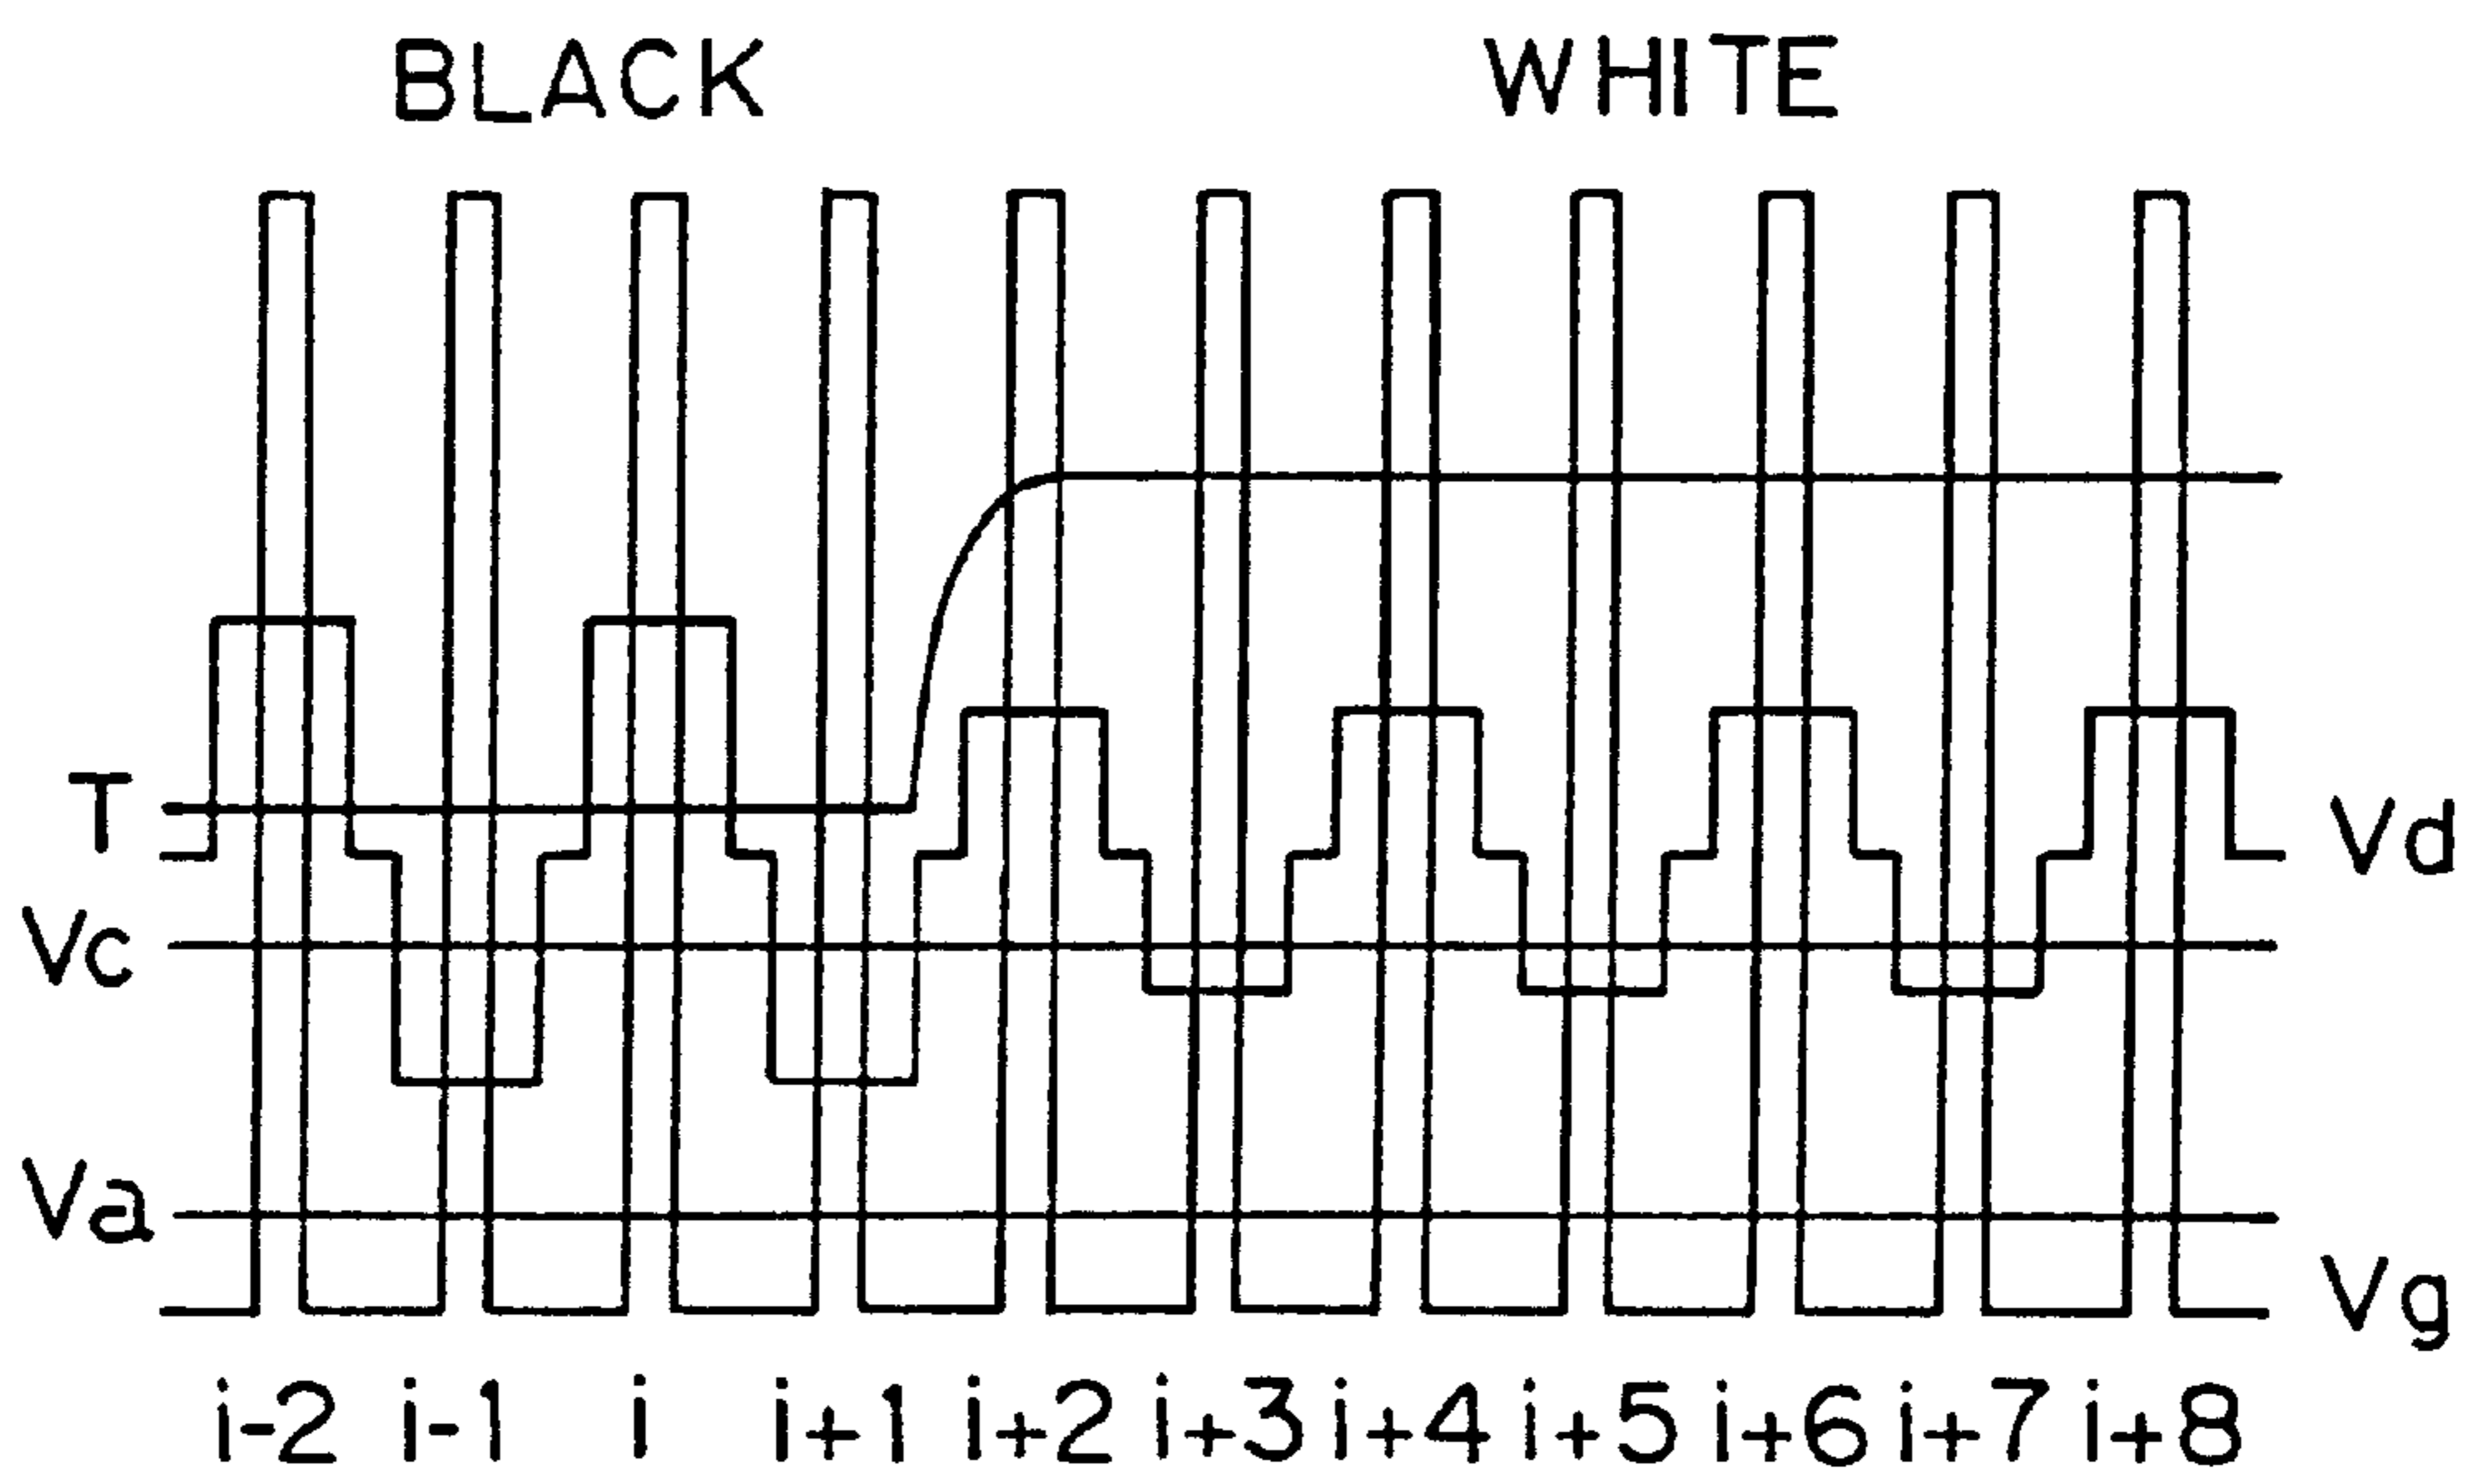 BLACK WHITE
T
Vd
Vc
Va
Vg
i-2 i-1 i i+1 i+2 i+3 i+4 i+5 i+6 i+7 i+8